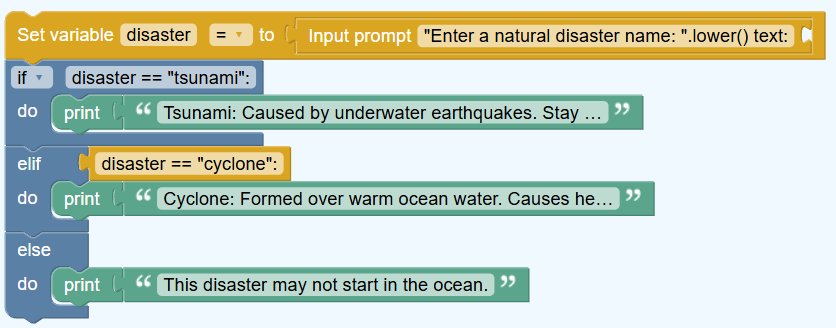 Set variable disaster = to Input prompt "Enter a natural disaster name: ".lower() text:
if disaster == "tsunami":
do print “ Tsunami: Caused by underwater earthquakes. Stay … ”
elif disaster == "cyclone":
do print “ Cyclone: Formed over warm ocean water. Causes he… ”
else
do print “ This disaster may not start in the ocean. ”